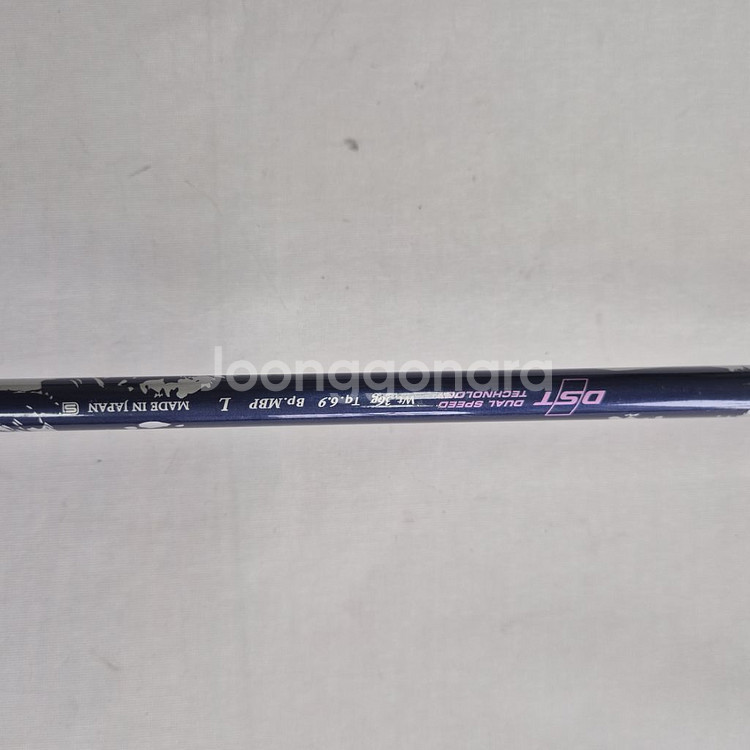 joonggonara
DST DUAL SPEED
TECHNOLOGY
Wt.36g Tq.6.9 Bp.MBP L MADE IN JAPAN S